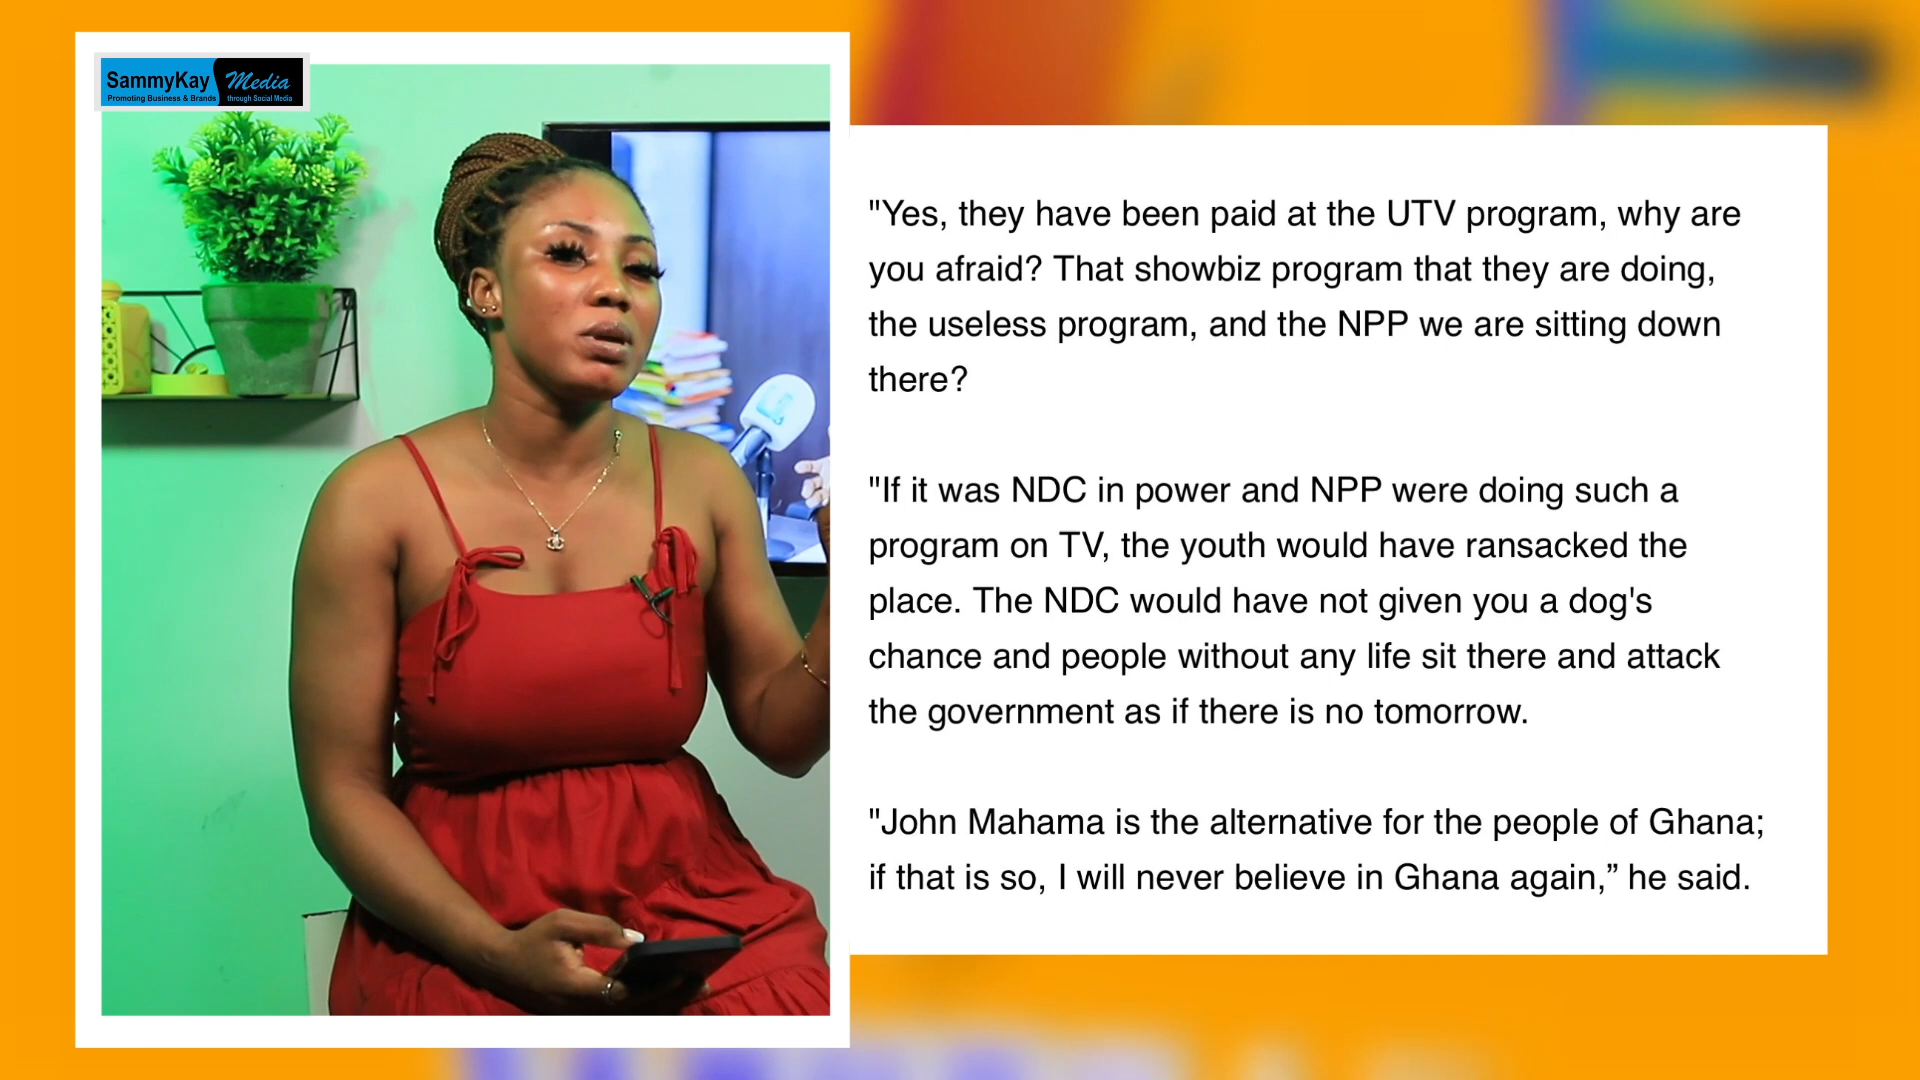 SammyKay Media
Promoting Business & Brands through Social Media
"Yes, they have been paid at the UTV program, why are
you afraid? That showbiz program that they are doing,
the useless program, and the NPP we are sitting down
there?
"If it was NDC in power and NPP were doing such a
program on TV, the youth would have ransacked the
place. The NDC would have not given you a dog's
chance and people without any life sit there and attack
the government as if there is no tomorrow.
"John Mahama is the alternative for the people of Ghana;
if that is so, I will never believe in Ghana again,” he said.